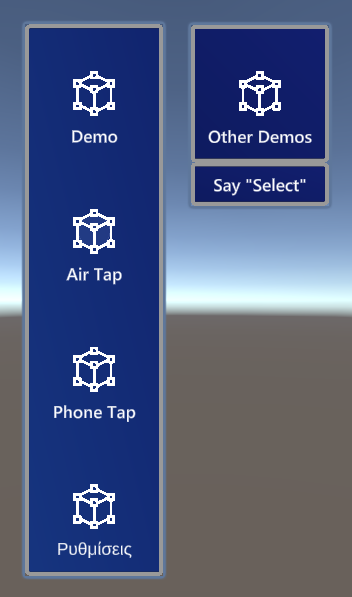 Demo
Air Tap
Phone Tap
Ρυθμίσεις
Other Demos
Say "Select"